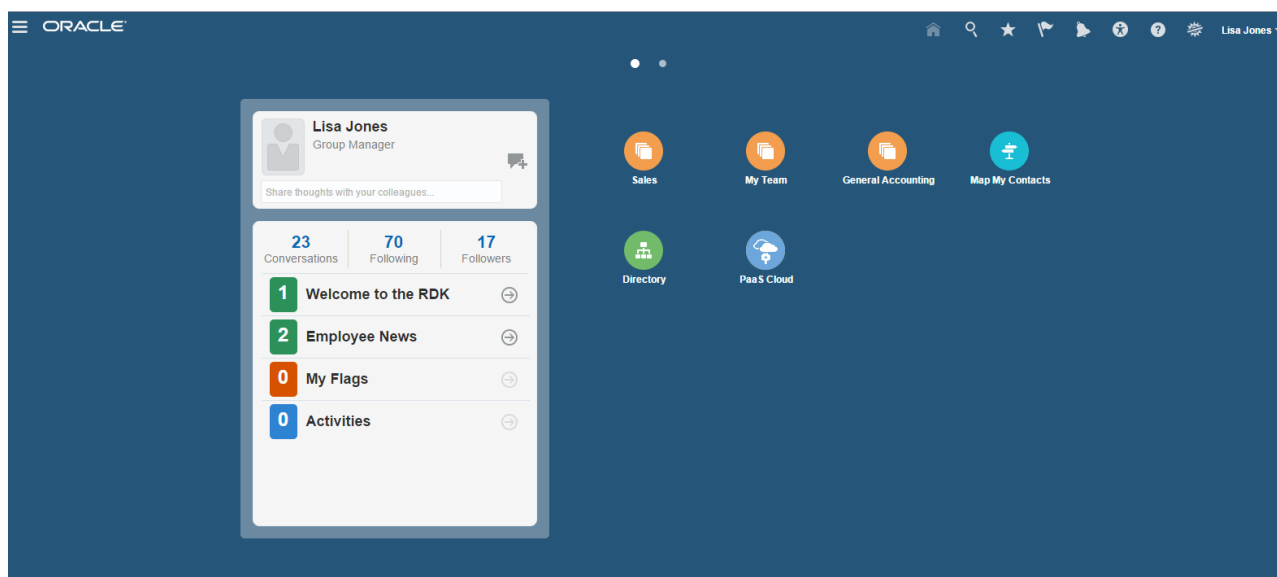 ORACLE
Lisa Jones
Lisa Jones
Group Manager
Share thoughts with your colleagues...
23 70 17
Conversations Following Followers
1 Welcome to the RDK
2 Employee News
0 My Flags
0 Activities
Sales My Team General Accounting Map My Contacts
Directory PaaS Cloud